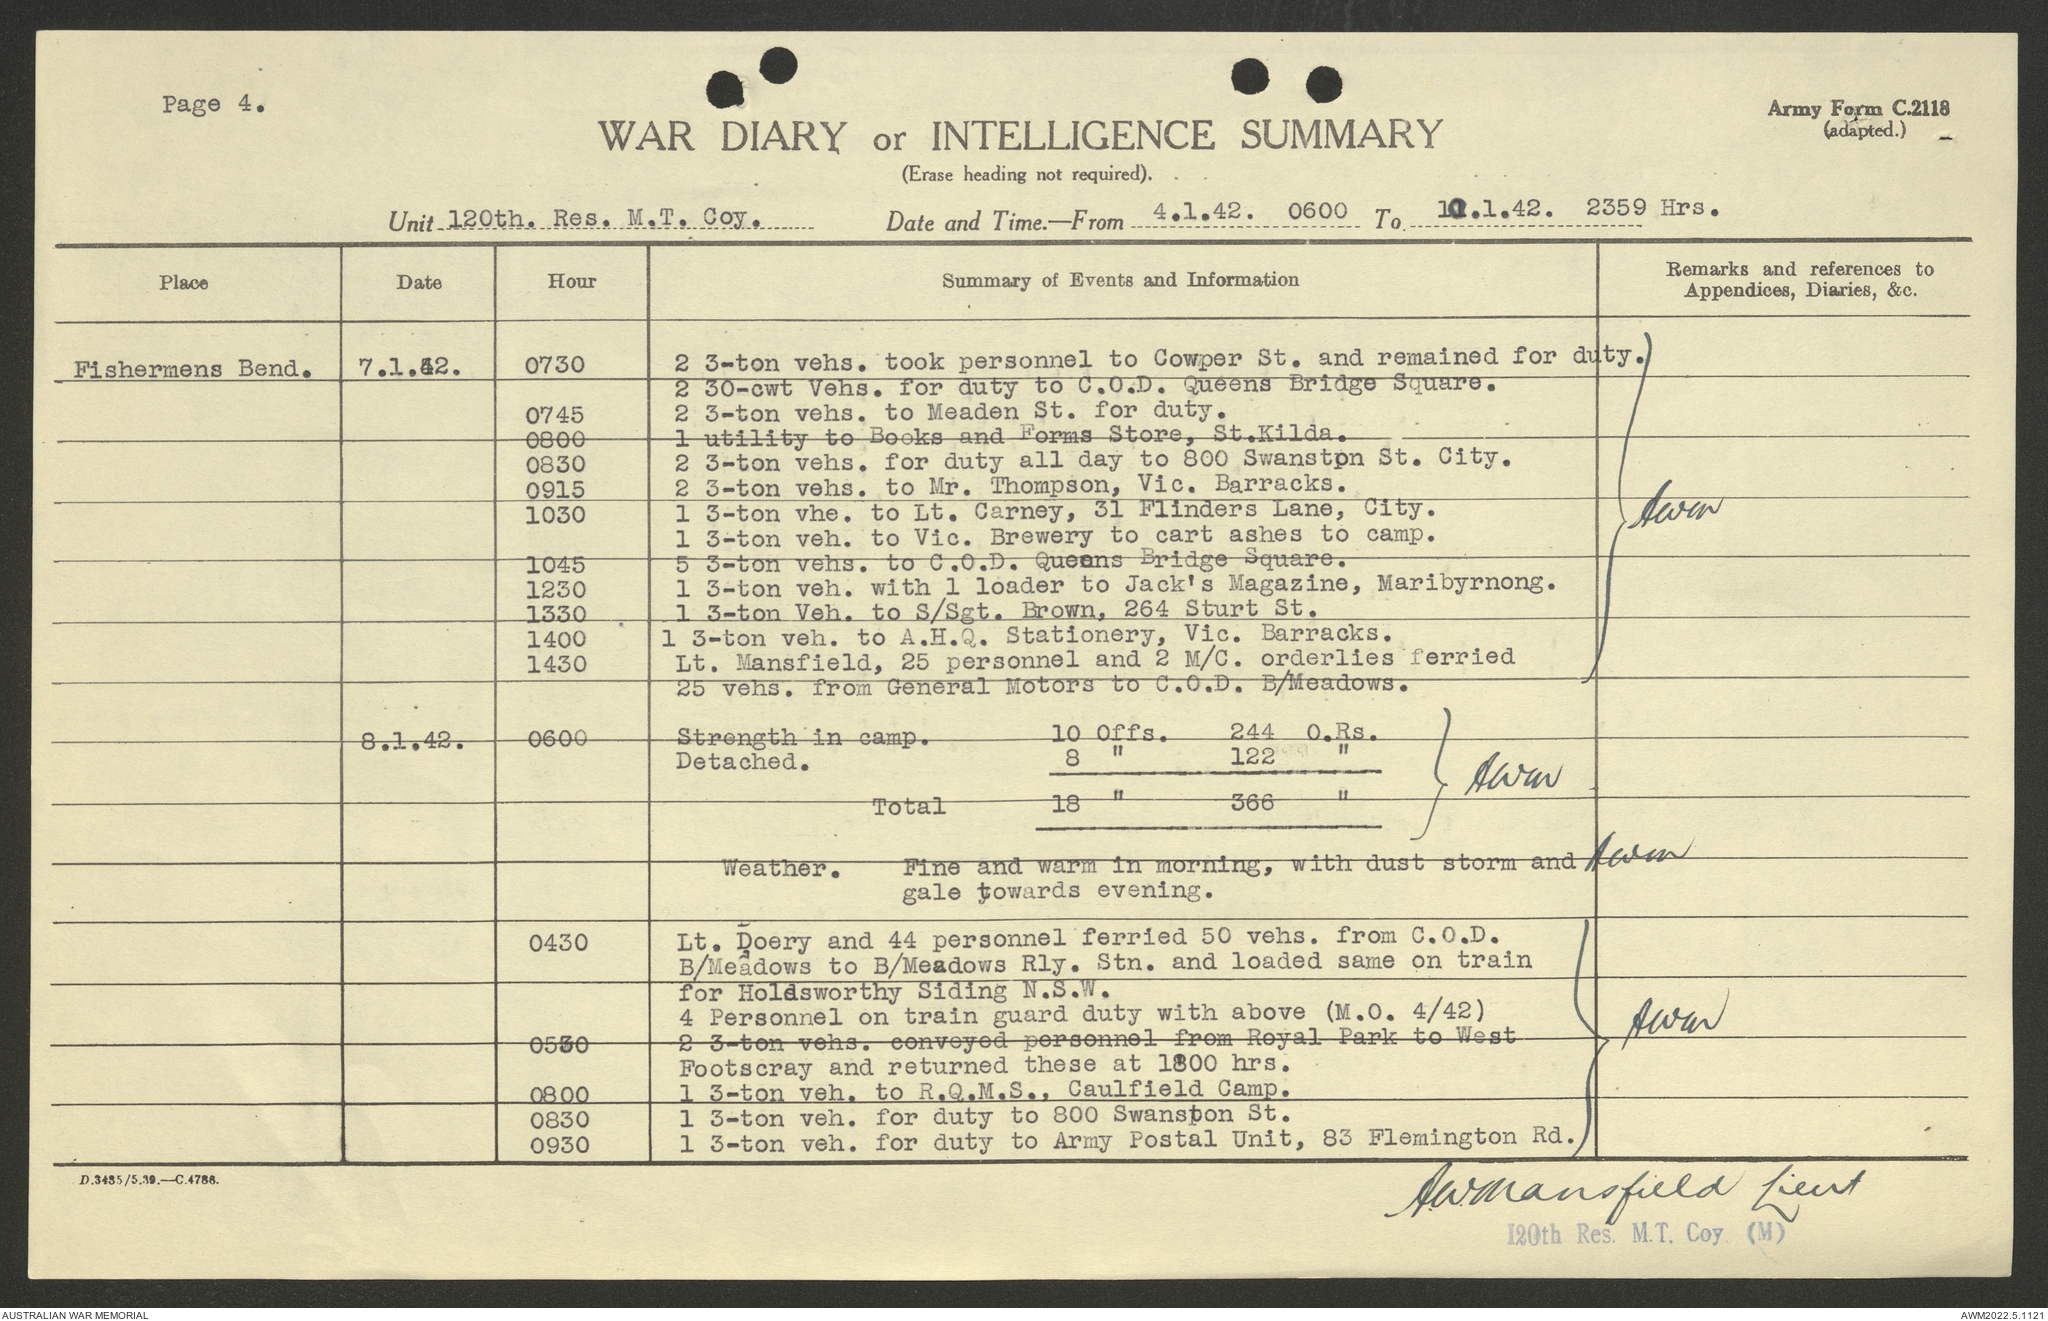 Page 4.
Army Form C.2118
(adapted.)
WAR DIARY or INTELLIGENCE SUMMARY
(Erase heading not required).
Unit 120th. Res. M.T. Coy. Date and Time.—From 4.1.42. 0600 To 10.1.42. 2359 Hrs.
Place Date Hour Summary of Events and Information Remarks and references to
Appendices, Diaries, &c.
Fishermens Bend. 7.1.42. 0730 2 3-ton vehs. took personnel to Cowper St. and remained for duty.
2 30-cwt Vehs. for duty to C.O.D. Queens Bridge Square.
0745 2 3-ton vehs. to Meaden St. for duty.
0800 1 utility to Books and Forms Store, St.Kilda.
0830 2 3-ton vehs. for duty all day to 800 Swanston St. City.
0915 2 3-ton vehs. to Mr. Thompson, Vic. Barracks.
1030 1 3-ton vhe. to Lt. Carney, 31 Flinders Lane, City. AWM
1 3-ton veh. to Vic. Brewery to cart ashes to camp.
1045 5 3-ton vehs. to C.O.D. Queens Bridge Square.
1230 1 3-ton veh. with 1 loader to Jack's Magazine, Maribyrnong.
1330 1 3-ton Veh. to S/Sgt. Brown, 264 Sturt St.
1400 1 3-ton veh. to A.H.Q. Stationery, Vic. Barracks.
1430 Lt. Mansfield, 25 personnel and 2 M/C. orderlies ferried
25 vehs. from General Motors to C.O.D. B/Meadows.
8.1.42. 0600 Strength in camp. 10 Offs. 244 O.Rs.
Detached. 8 " 122 " AWM
Total 18 " 366 "
Weather. Fine and warm in morning, with dust storm and AWM
gale towards evening.
0430 Lt. Doery and 44 personnel ferried 50 vehs. from C.O.D.
B/Meadows to B/Meadows Rly. Stn. and loaded same on train
for Holdsworthy Siding N.S.W.
4 Personnel on train guard duty with above (M.O. 4/42) AWM
0530 2 3-ton vehs. conveyed personnel from Royal Park to West
Footscray and returned these at 1800 hrs.
0800 1 3-ton veh. to R.Q.M.S., Caulfield Camp.
0830 1 3-ton veh. for duty to 800 Swanston St.
0930 1 3-ton veh. for duty to Army Postal Unit, 83 Flemington Rd.
D.3485/5.39.—C.4786.
A.W.Mansfield Lieut
120th Res. M.T. Coy (M)
AUSTRALIAN WAR MEMORIAL
AWM2022.5.1121